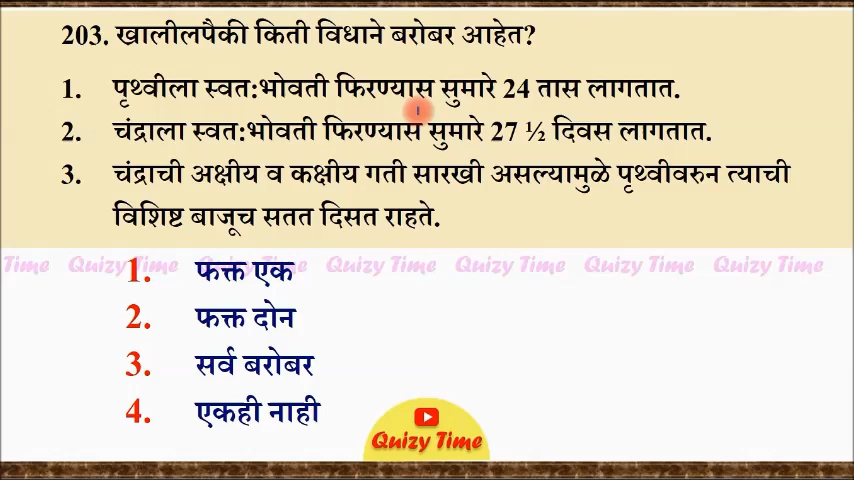 203. खालीलपैकी किती विधाने बरोबर आहेत?
1. पृथ्वीला स्वत:भोवती फिरण्यास सुमारे 24 तास लागतात.
2. चंद्राला स्वत:भोवती फिरण्यास सुमारे 27 ½ दिवस लागतात.
3. चंद्राची अक्षीय व कक्षीय गती सारखी असल्यामुळे पृथ्वीवरुन त्याची
विशिष्ट बाजूच सतत दिसत राहते.
Time Quizy Time Quizy Time Quizy Time Quizy Time Quizy Time Quizy Time
1. फक्त एक
2. फक्त दोन
3. सर्व बरोबर
4. एकही नाही
Quizy Time